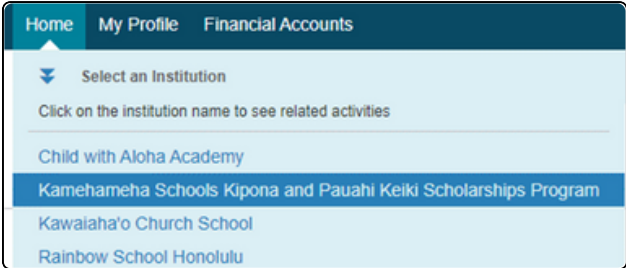 Home My Profile Financial Accounts
Select an Institution
Click on the institution name to see related activities
Child with Aloha Academy
Kamehameha Schools Kipona and Pauahi Keiki Scholarships Program
Kawaiaha'o Church School
Rainbow School Honolulu